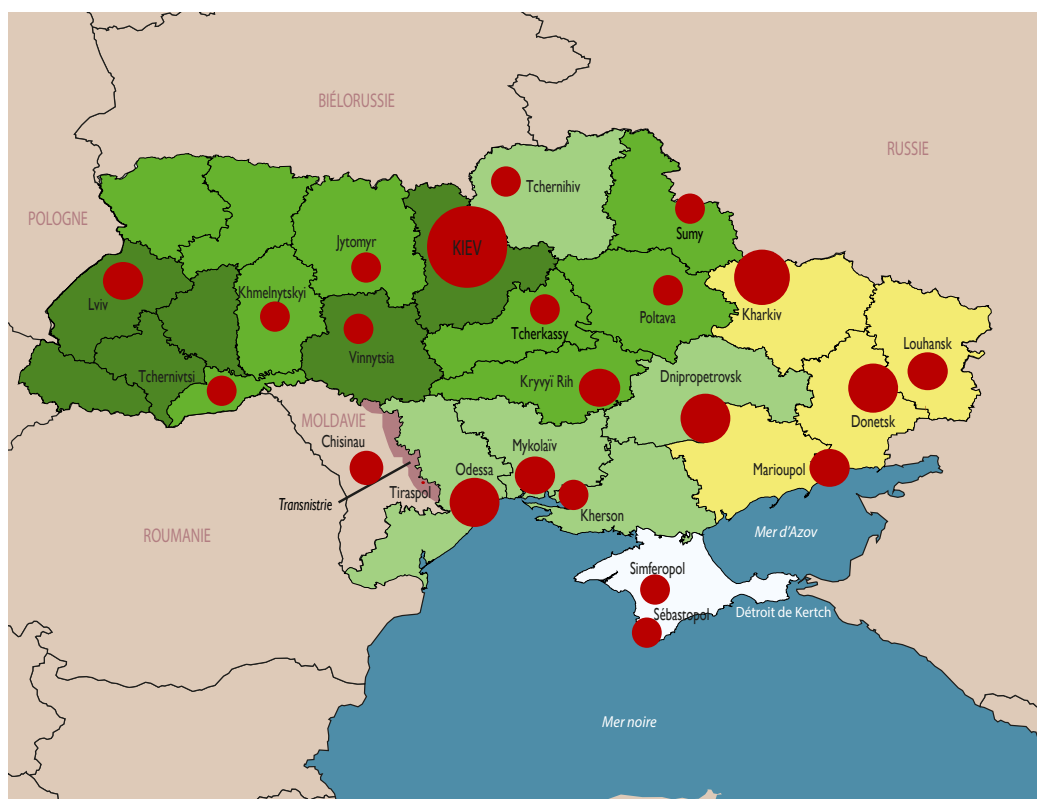 BIÉLORUSSIE
RUSSIE
Tchernihiv
POLOGNE
Sumy
Jytomyr
KIEV
Khmelnytskyi
Lviv
Kharkiv
Poltava
Tcherkassy
Louhansk
Vinnytsia
Tchernivtsi
Kryvyï Rih
Dnipropetrovsk
MOLDAVIE
Donetsk
Chisinau
Mykolaïv
Odessa
Marioupol
Tiraspol
Transnistrie
Kherson
ROUMANIE
Mer d'Azov
Simferopol
Sébastopol
Détroit de Kertch
Mer noire